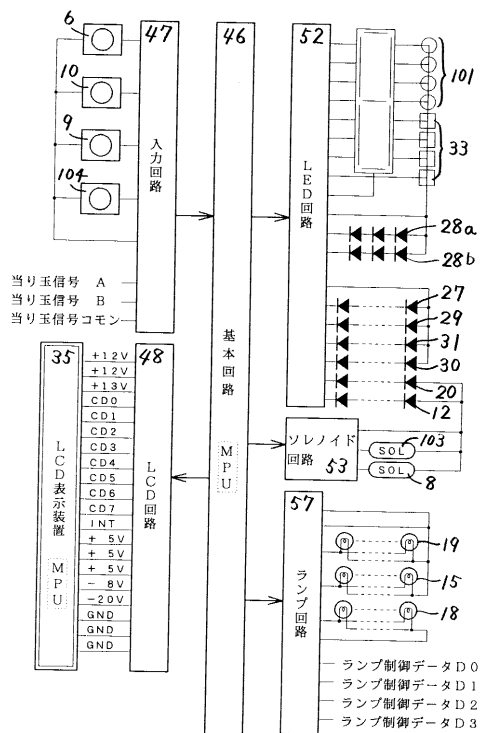 6
47
46
52
10
9
104
101
33
入力回路
LED回路
28a
28b
当り玉信号 A
当り玉信号 B
当り玉信号コモン
27
29
31
30
20
12
基本回路
MPU
35
48
+12V
+12V
+13V
CD0
CD1
CD2
CD3
CD4
CD5
CD6
CD7
INT
+ 5V
+ 5V
+ 5V
- 8V
-20V
GND
GND
GND
LCD表示装置
MPU
LCD回路
ソレノイド
回路 53
SOL
103
SOL
8
57
ランプ回路
19
15
18
ランプ制御データD0
ランプ制御データD1
ランプ制御データD2
ランプ制御データD3